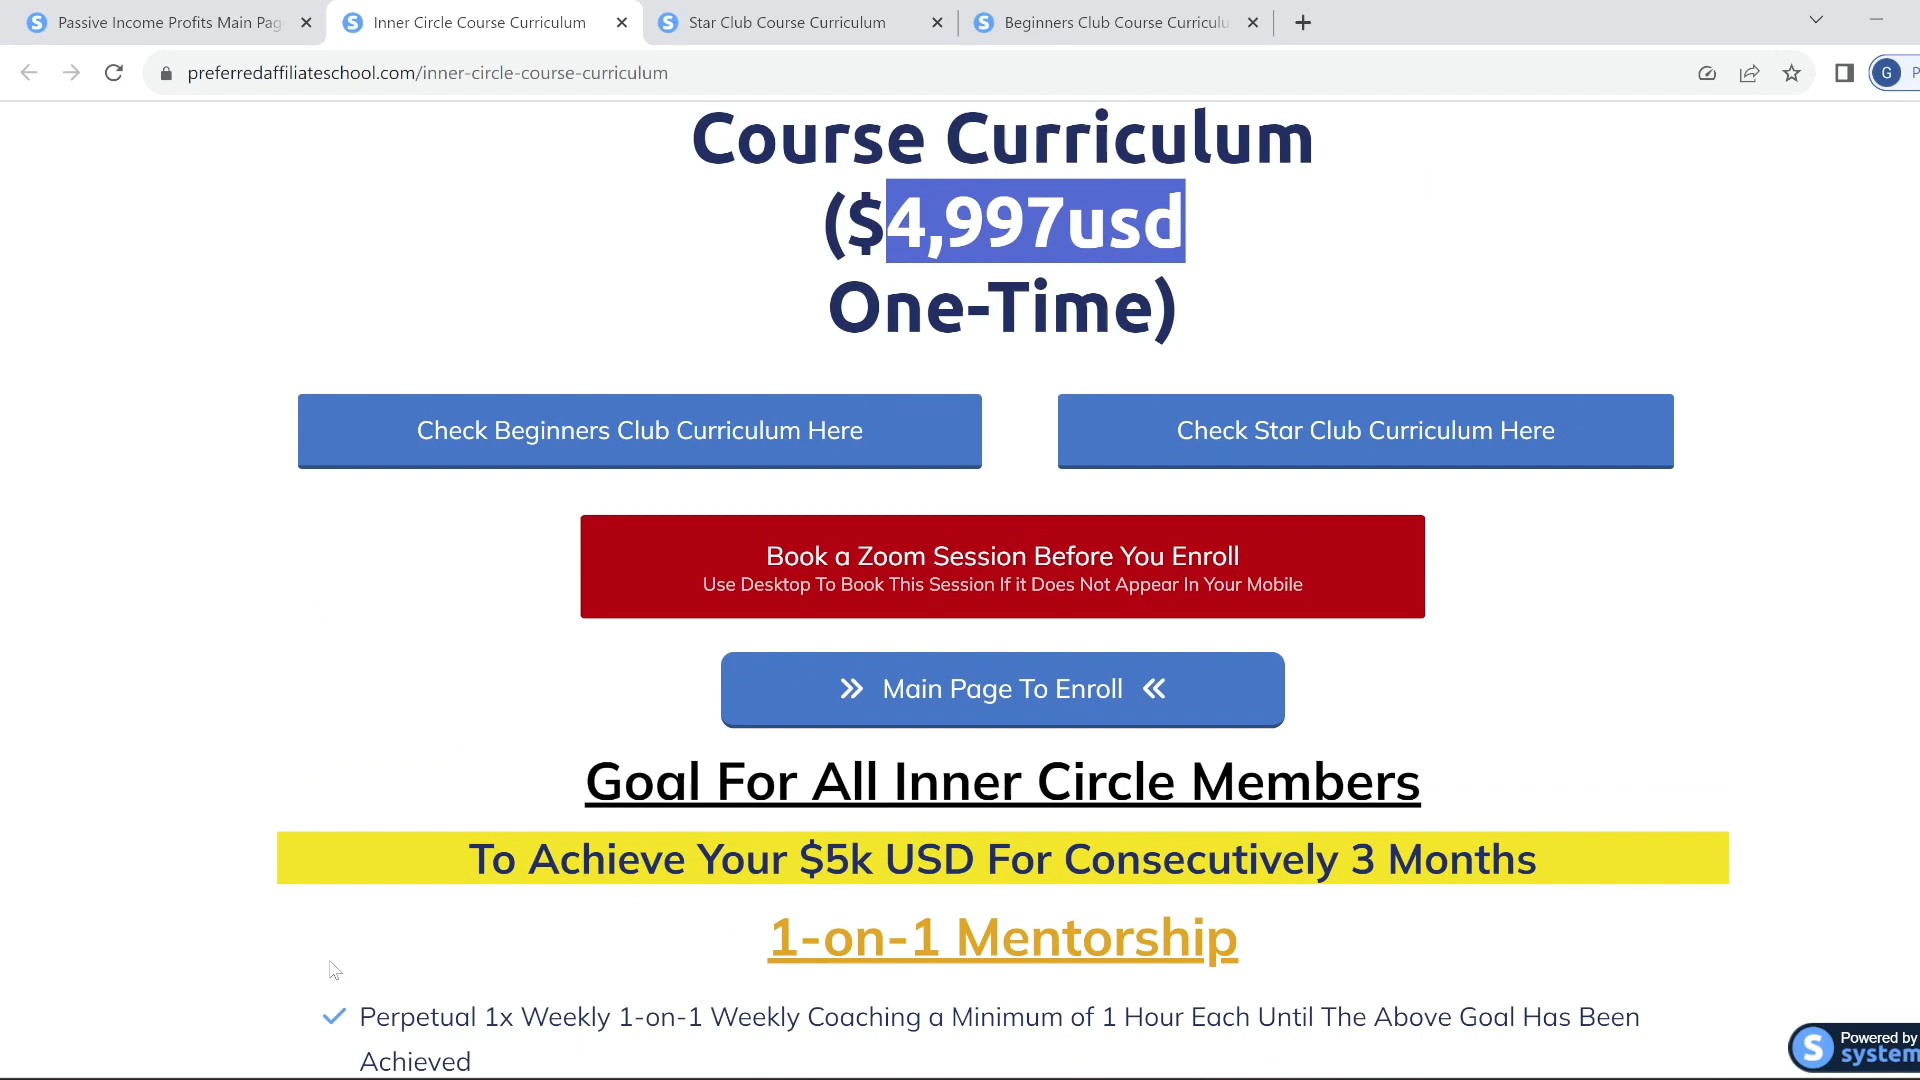 Passive Income Profits Main Pag
Inner Circle Course Curriculum
Star Club Course Curriculum
Beginners Club Course Curriculu
preferredaffiliateschool.com/inner-circle-course-curriculum
G
P
Course Curriculum
($4,997usd
One-Time)
Check Beginners Club Curriculum Here
Check Star Club Curriculum Here
Book a Zoom Session Before You Enroll
Use Desktop To Book This Session If it Does Not Appear In Your Mobile
Main Page To Enroll
Goal For All Inner Circle Members
To Achieve Your $5k USD For Consecutively 3 Months
1-on-1 Mentorship
Perpetual 1x Weekly 1-on-1 Weekly Coaching a Minimum of 1 Hour Each Until The Above Goal Has Been
Achieved
Powered by
system